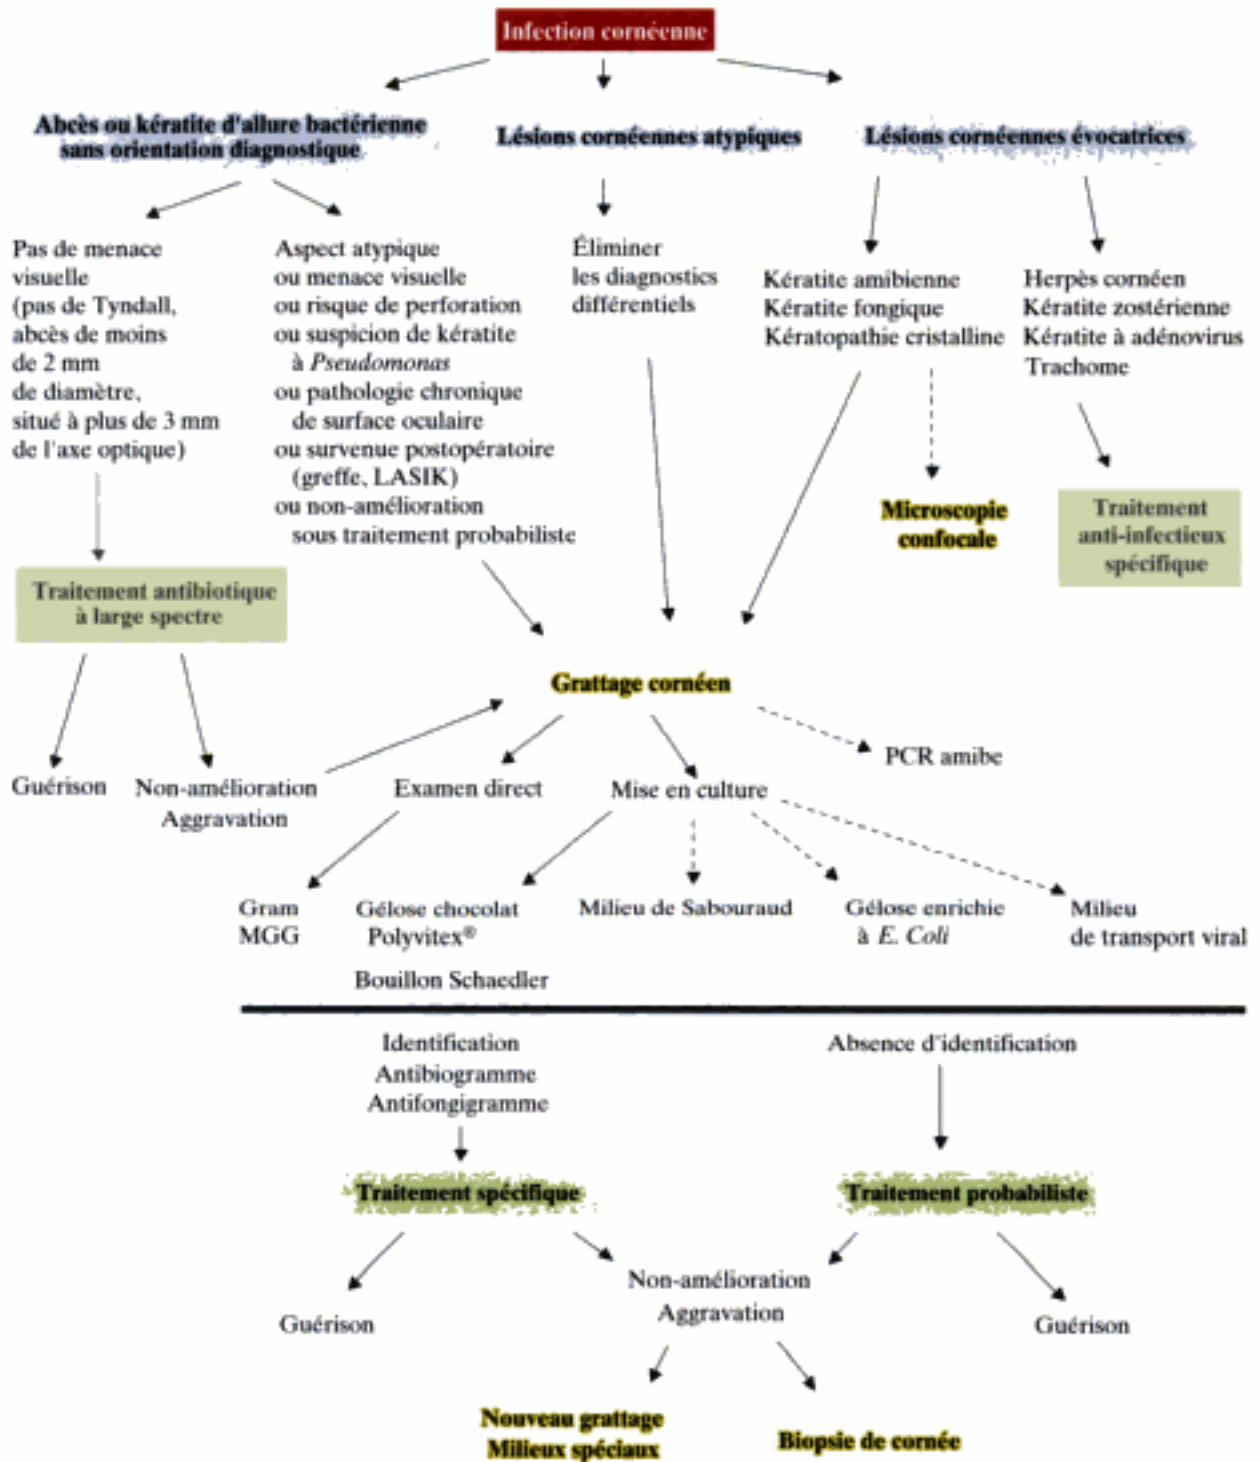 Infection cornéenne
Abcès ou kératite d'allure bactérienne
sans orientation diagnostique
Lésions cornéennes atypiques
Lésions cornéennes évocatrices
Pas de menace
visuelle
(pas de Tyndall,
abcès de moins
de 2 mm
de diamètre,
situé à plus de 3 mm
de l'axe optique)
Aspect atypique
ou menace visuelle
ou risque de perforation
ou suspicion de kératite
à Pseudomonas
ou pathologie chronique
de surface oculaire
ou survenue postopératoire
(greffe, LASIK)
ou non-amélioration
sous traitement probabiliste
Éliminer
les diagnostics
différentiels
Kératite amibienne
Kératite fongique
Kératopathie cristalline
Herpès cornéen
Kératite zostérienne
Kératite à adénovirus
Trachome
Microscopie
confocale
Traitement
anti-infectieux
spécifique
Traitement antibiotique
à large spectre
Grattage cornéen
Guérison
Non-amélioration
Aggravation
Examen direct
Mise en culture
PCR amibe
Gram
MGG
Gélose chocolat
Polyvitex®
Bouillon Schaedler
Milieu de Sabouraud
Gélose enrichie
à E. Coli
Milieu
de transport viral
Identification
Antibiogramme
Antifongigramme
Absence d'identification
Traitement spécifique
Traitement probabiliste
Guérison
Non-amélioration
Aggravation
Guérison
Nouveau grattage
Milieux spéciaux
Biopsie de cornée